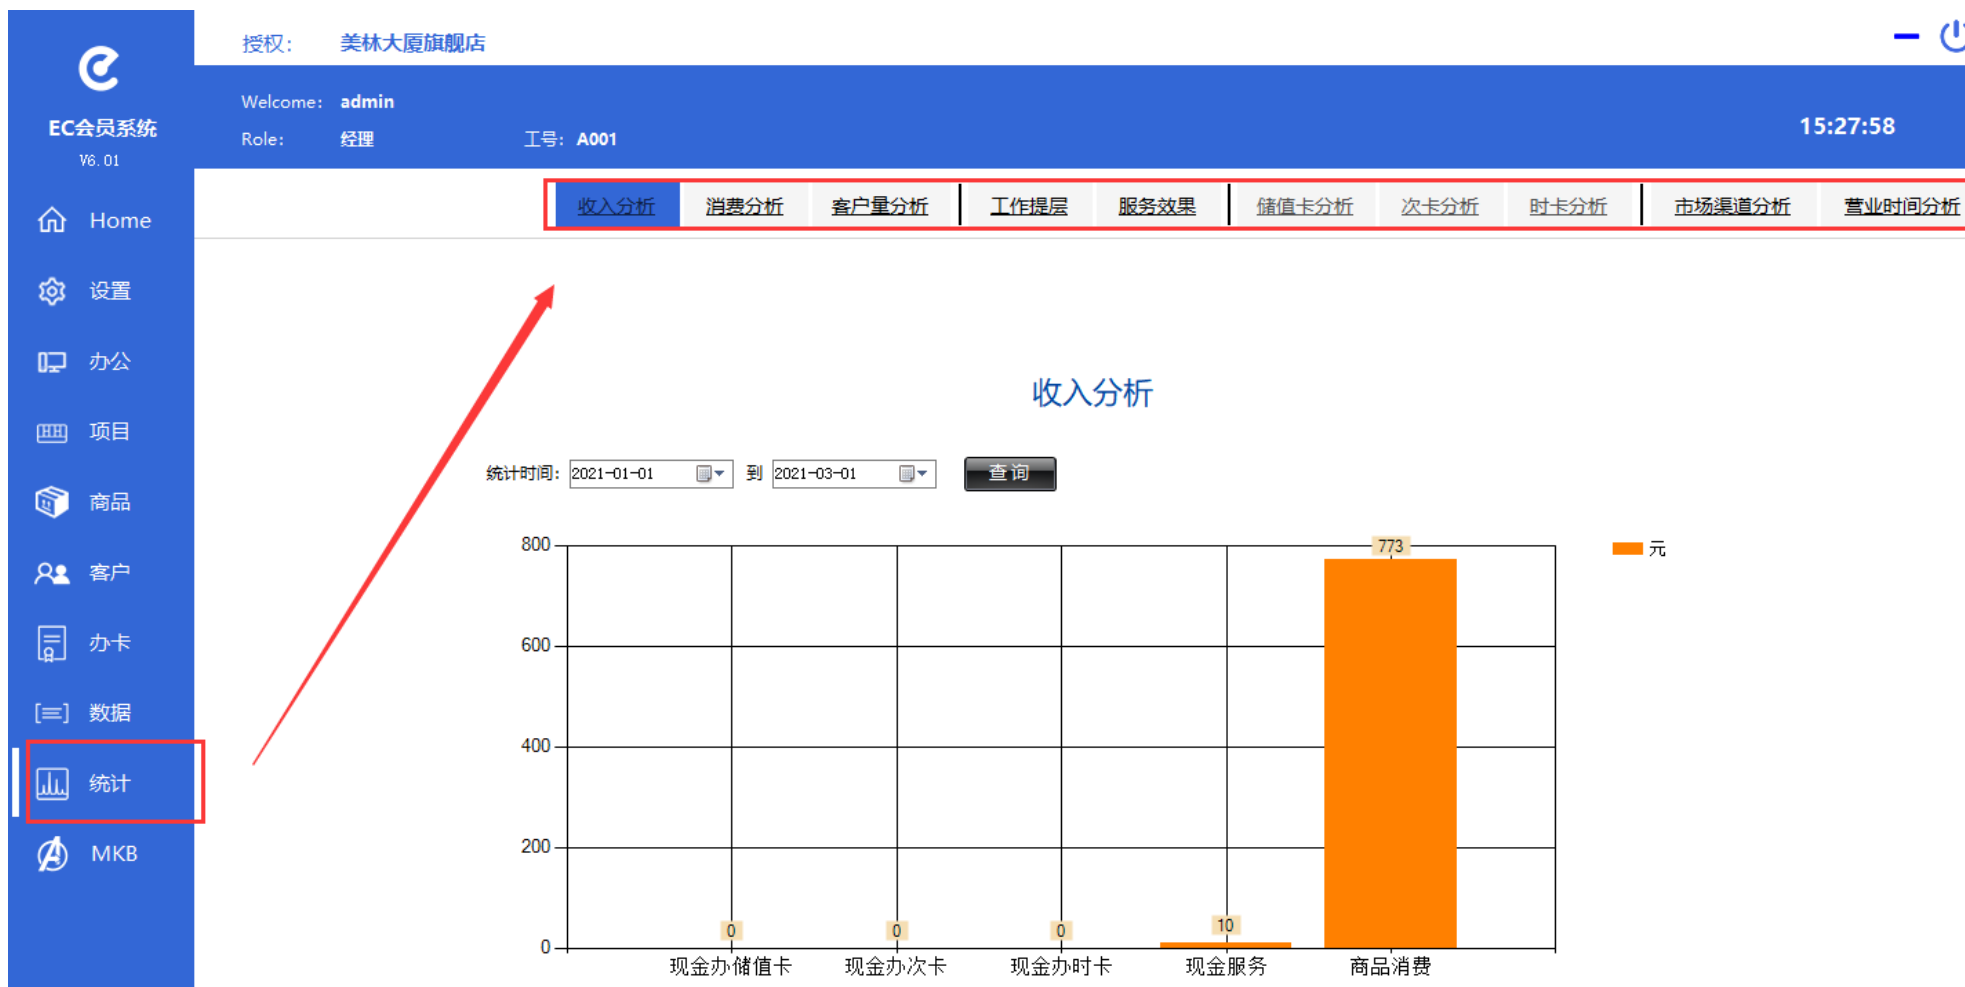 授权： 美林大厦旗舰店
EC会员系统
V6.01
Welcome: admin
Role: 经理 工号: A001
15:27:58
收入分析 消费分析 客户量分析 工作提层 服务效果 储值卡分析 次卡分析 时卡分析 市场渠道分析 营业时间分析
Home
设置
办公
项目
商品
客户
办卡
数据
统计
MKB
收入分析
统计时间: 2021-01-01 到 2021-03-01 查询
元
800
600
400
200
0
0 0 0 10 773
现金办储值卡 现金办次卡 现金办时卡 现金服务 商品消费